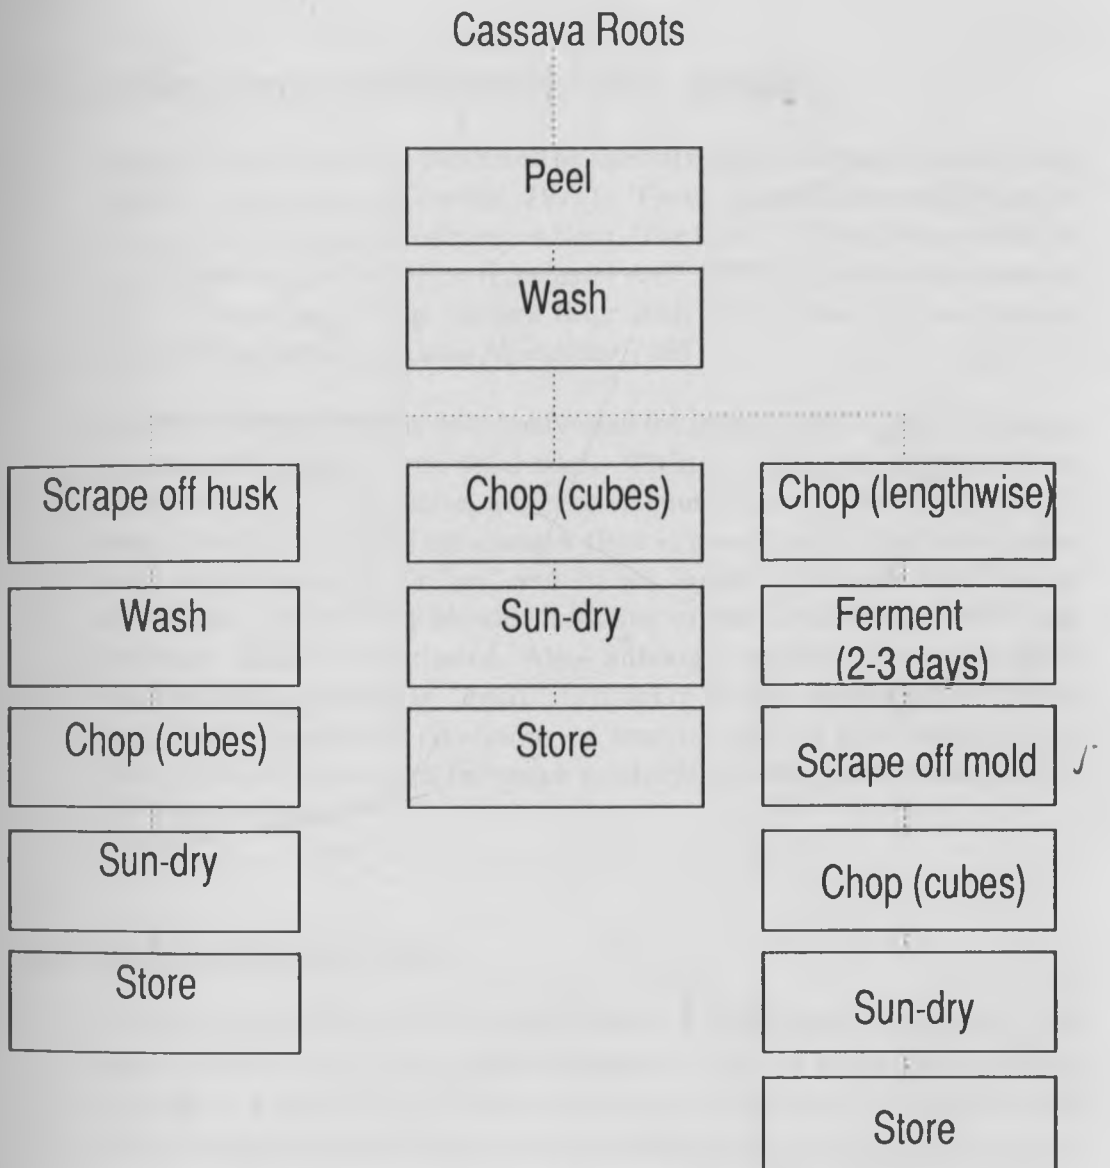 Cassava Roots
Peel
Wash
Scrape off husk
Wash
Chop (cubes)
Sun-dry
Store
Chop (cubes)
Sun-dry
Store
Chop (lengthwise)
Ferment
(2-3 days)
Scrape off mold
Chop (cubes)
Sun-dry
Store